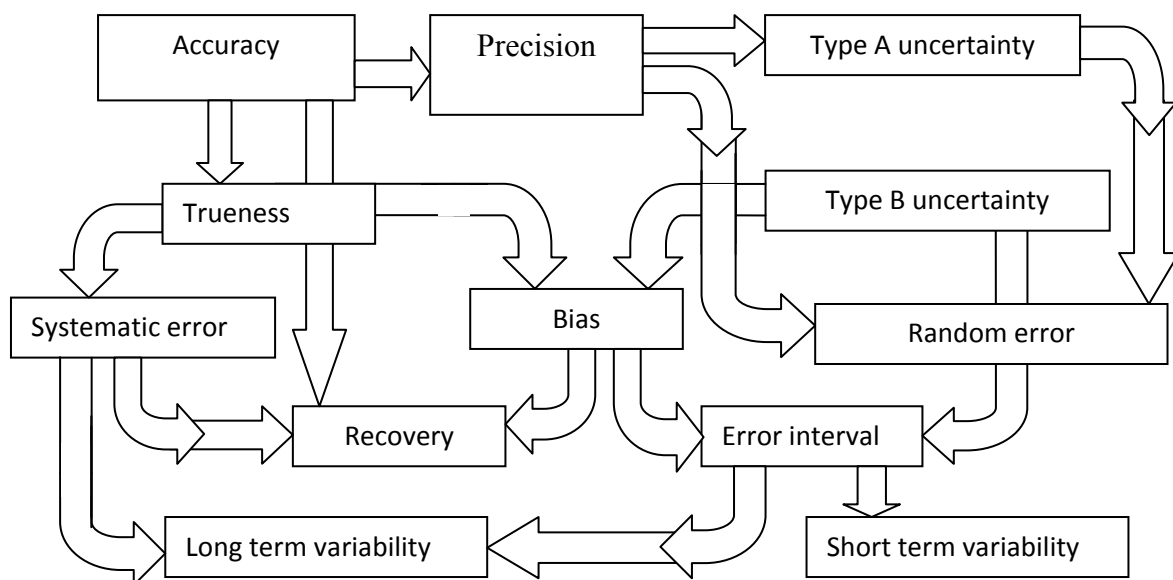 Accuracy
Precision
Type A uncertainty
Trueness
Type B uncertainty
Systematic error
Bias
Random error
Recovery
Error interval
Long term variability
Short term variability